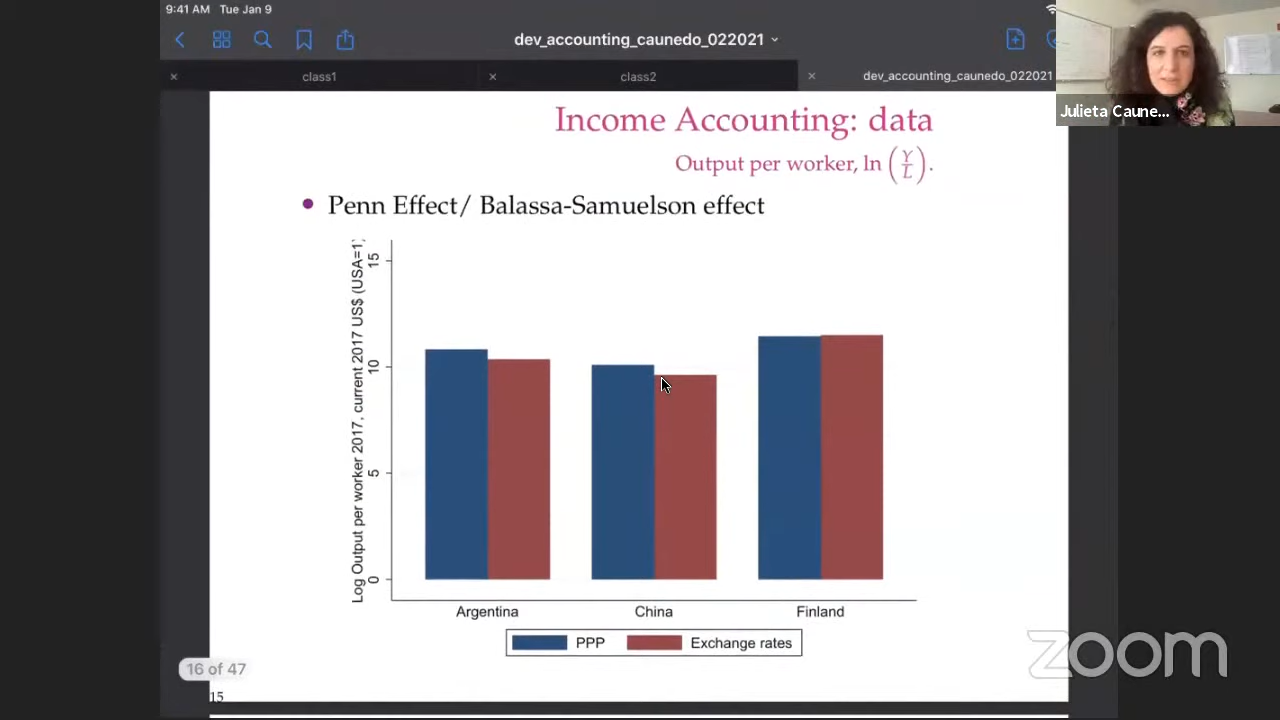 9:41 AM Tue Jan 9
dev_accounting_caunedo_022021
class1
class2
dev_accounting_caunedo_022021
Julieta Caune...
Income Accounting: data
Output per worker, ln (Y/L).
• Penn Effect/ Balassa-Samuelson effect
Log Output per worker 2017, current 2017 US$ (USA=1)
15
10
5
0
Argentina
China
Finland
PPP
Exchange rates
16 of 47
15
zoom